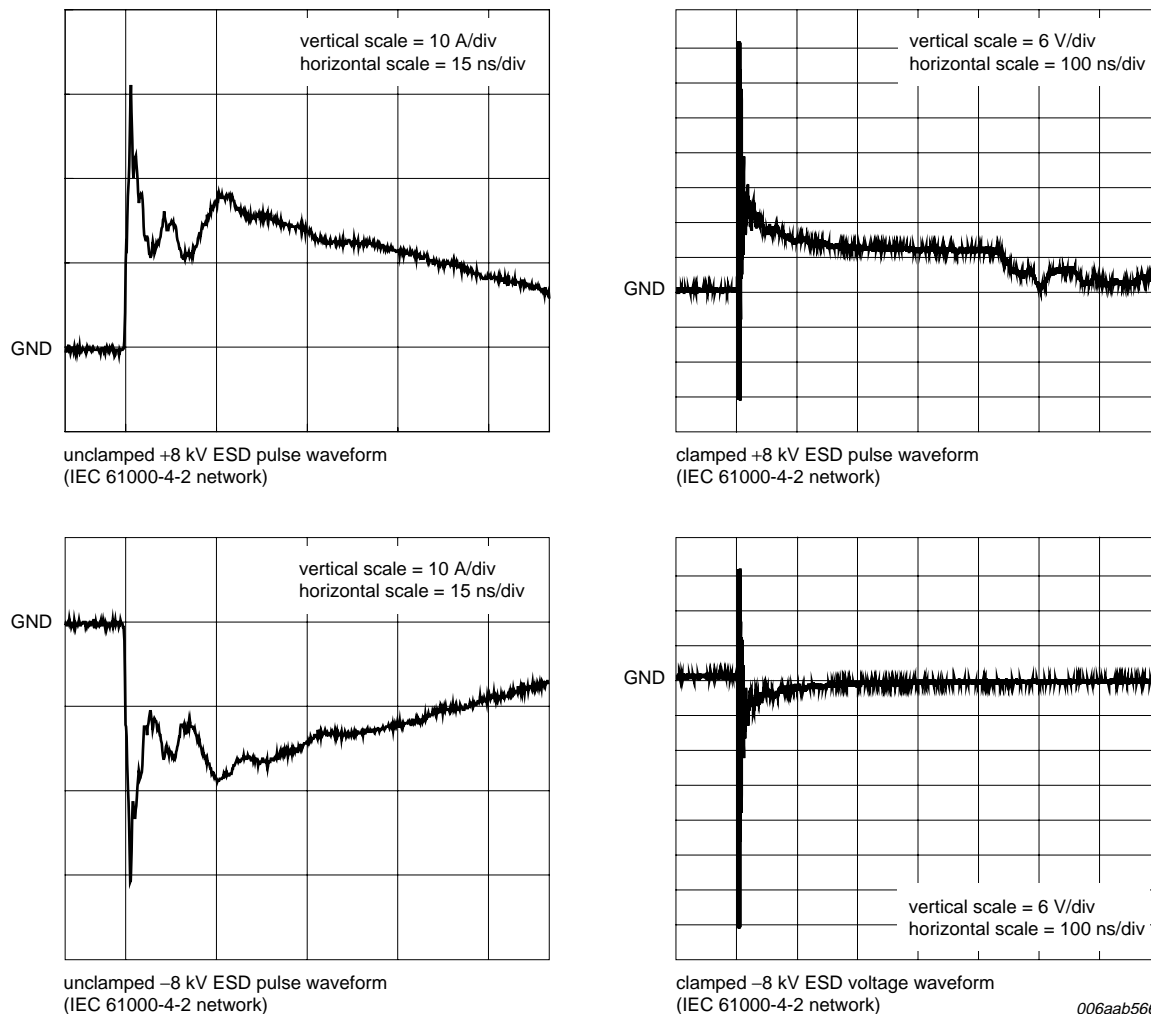 vertical scale = 10 A/div
horizontal scale = 15 ns/div
GND
unclamped +8 kV ESD pulse waveform
(IEC 61000-4-2 network)
vertical scale = 6 V/div
horizontal scale = 100 ns/div
GND
clamped +8 kV ESD pulse waveform
(IEC 61000-4-2 network)
vertical scale = 10 A/div
horizontal scale = 15 ns/div
GND
unclamped −8 kV ESD pulse waveform
(IEC 61000-4-2 network)
GND
vertical scale = 6 V/div
horizontal scale = 100 ns/div
clamped −8 kV ESD voltage waveform
(IEC 61000-4-2 network)
006aab566